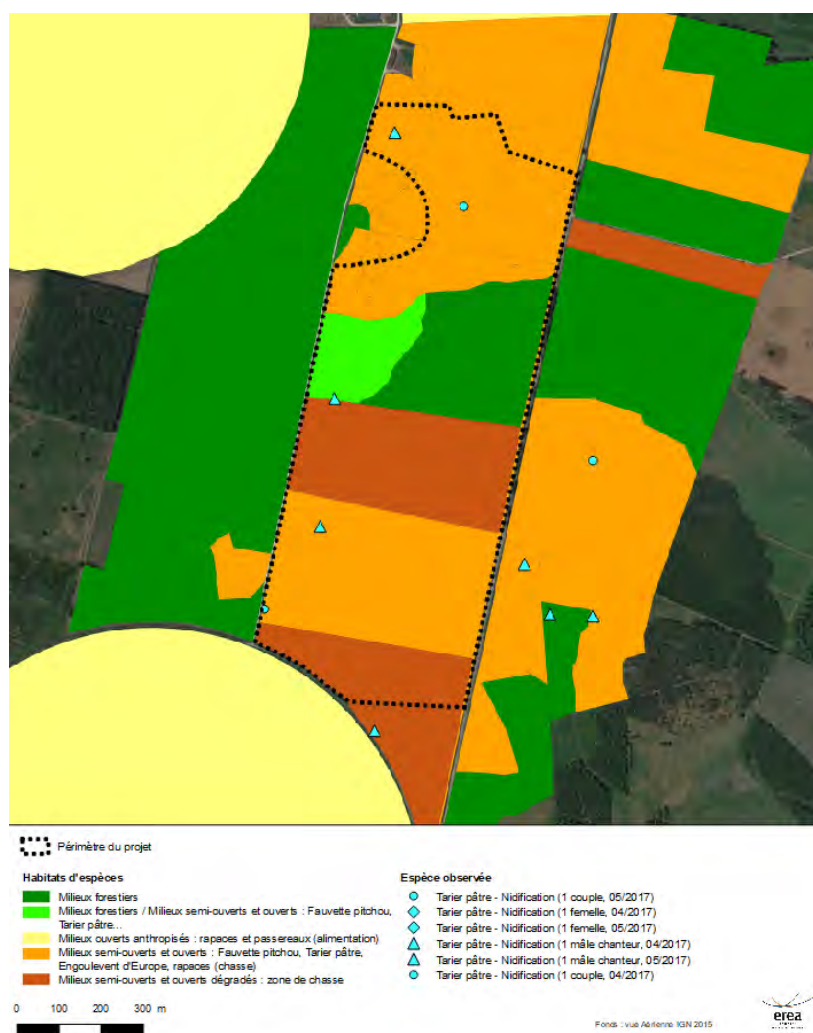 Périmètre du projet
Habitats d'espèces
Milieux forestiers
Milieux forestiers / Milieux semi-ouverts et ouverts : Fauvette pitchou,
Tarier pâtre...
Milieux ouverts anthropisés : rapaces et passereaux (alimentation)
Milieux semi-ouverts et ouverts : Fauvette pitchou, Tarier pâtre,
Engoulevent d'Europe, rapaces (chasse)
Milieux semi-ouverts et ouverts dégradés : zone de chasse
Espèce observée
Tarier pâtre - Nidification (1 couple, 05/2017)
Tarier pâtre - Nidification (1 femelle, 04/2017)
Tarier pâtre - Nidification (1 femelle, 05/2017)
Tarier pâtre - Nidification (1 mâle chanteur, 04/2017)
Tarier pâtre - Nidification (1 mâle chanteur, 05/2017)
Tarier pâtre - Nidification (1 couple, 04/2017)
0 100 200 300 m
Fonds : vue Aérienne IGN 2015
erea